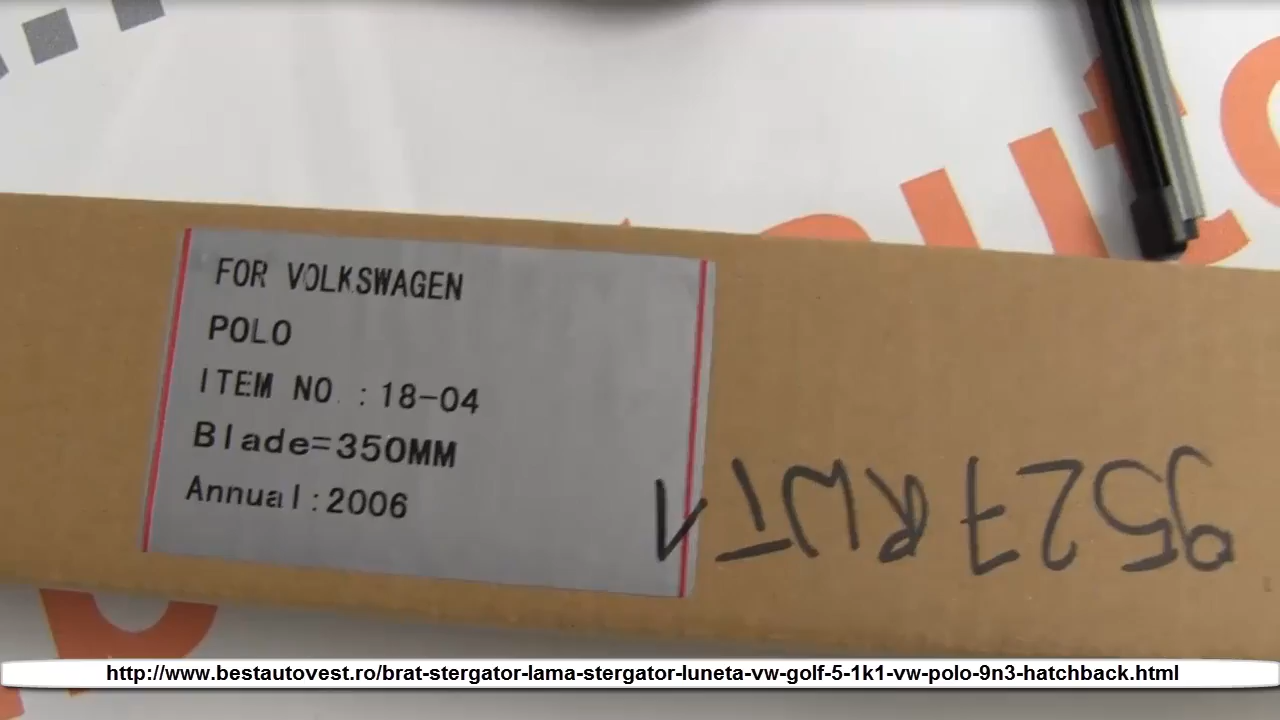 FOR VOLKSWAGEN
POLO
ITEM NO.:18-04
Blade=350MM
Annual:2006
9527RWT1
http://www.bestautovest.ro/brat-stergator-lama-stergator-luneta-vw-golf-5-1k1-vw-polo-9n3-hatchback.html